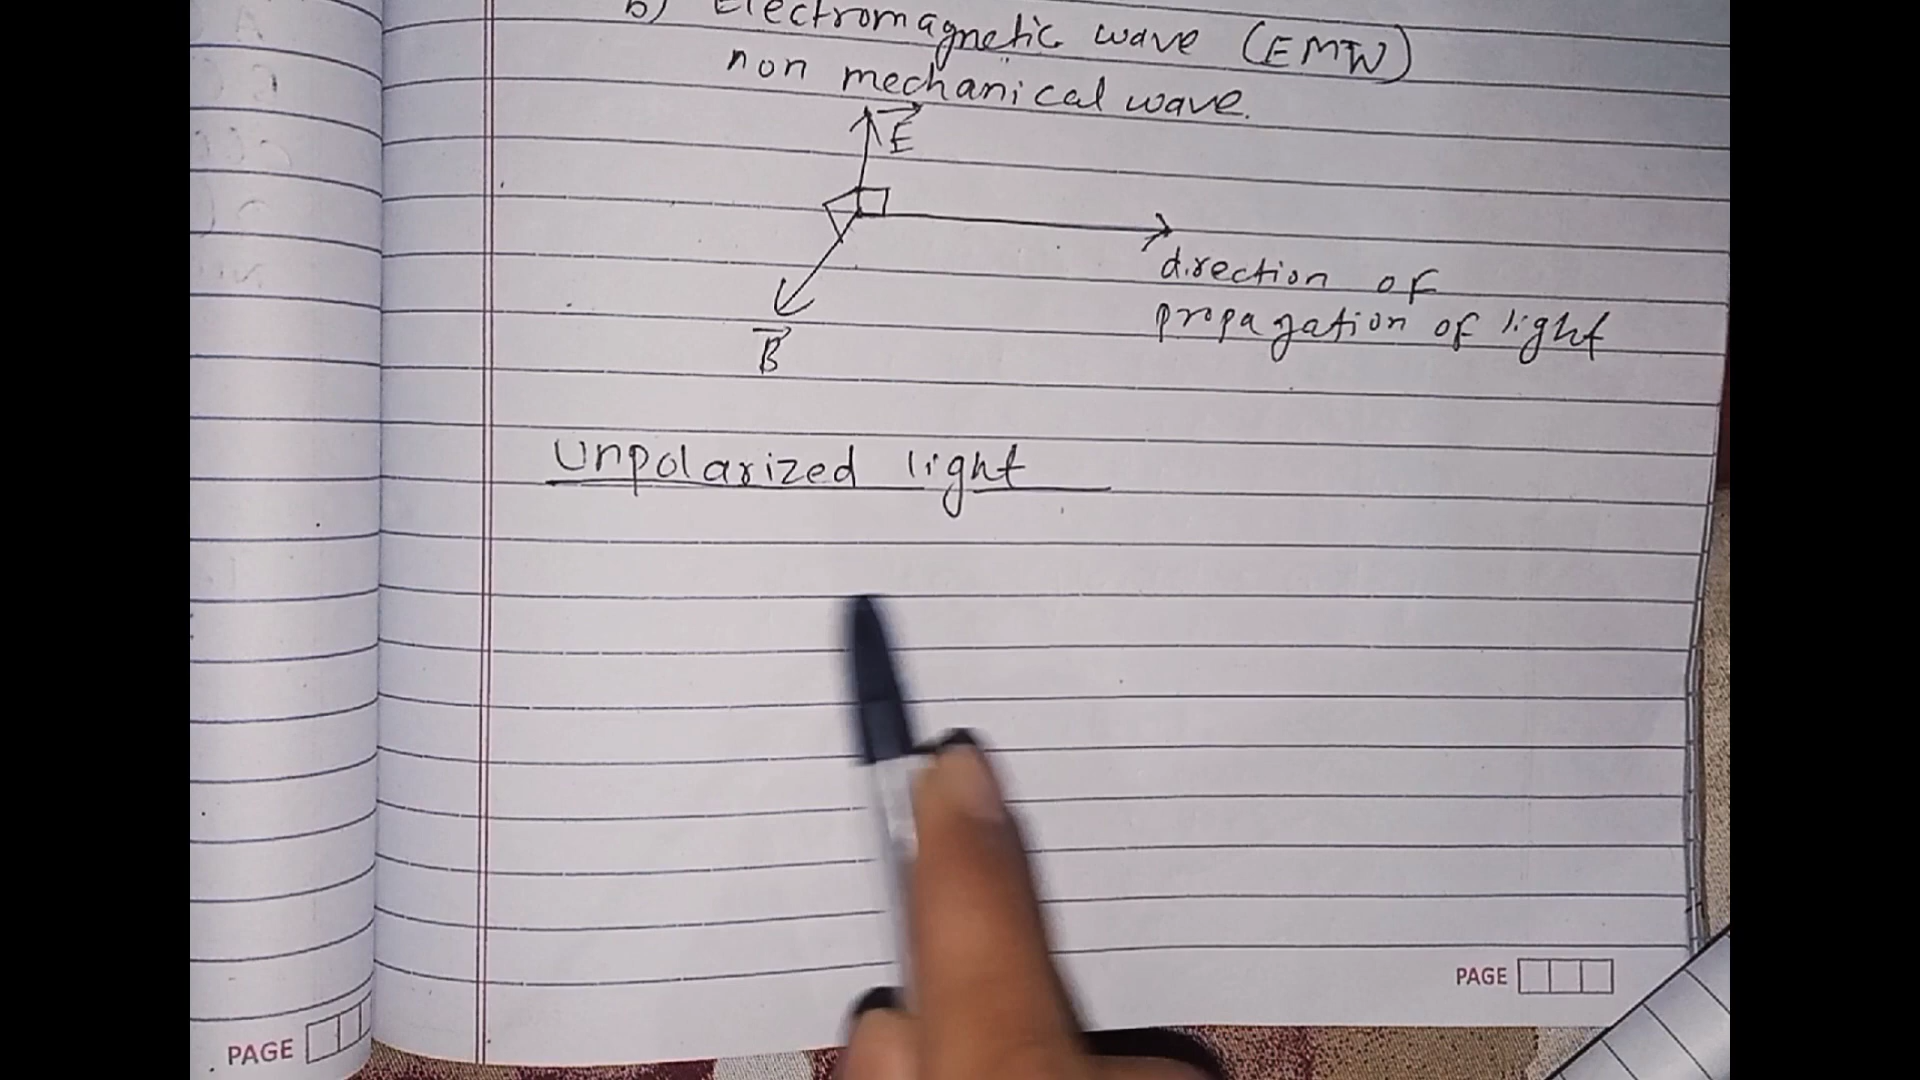 b) Electromagnetic wave (EMW)
non mechanical wave.
E
direction of
propagation of light
B
Unpolarized light
PAGE
PAGE